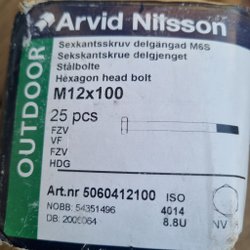 Arvid Nilsson
OUTDOOR
Sexkantsskruv delgängad M6S
Sekskantskrue delgjenget
Stålbolte
Hexagon head bolt
M12x100
25 pcs
FZV
VF
FZV
HDG
Art.nr 5060412100 ISO
NOBB: 54351496 4014
DB: 2005064 8.8U NV